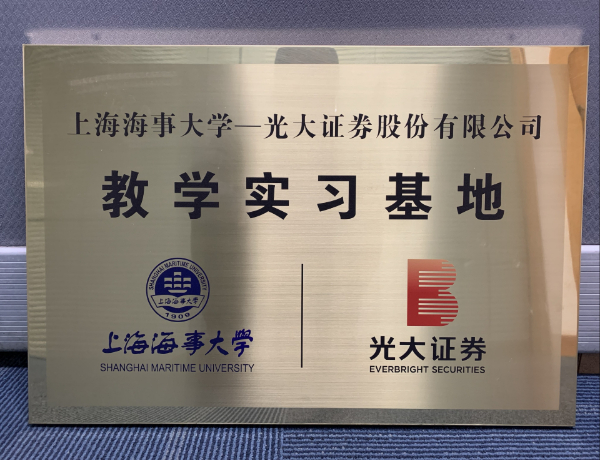 上海海事大学—光大证券股份有限公司
教学实习基地
SHANGHAI MARITIME UNIVERSITY
上海海事大学
1909
上海海事大学
SHANGHAI MARITIME UNIVERSITY
光大证券
EVERBRIGHT SECURITIES